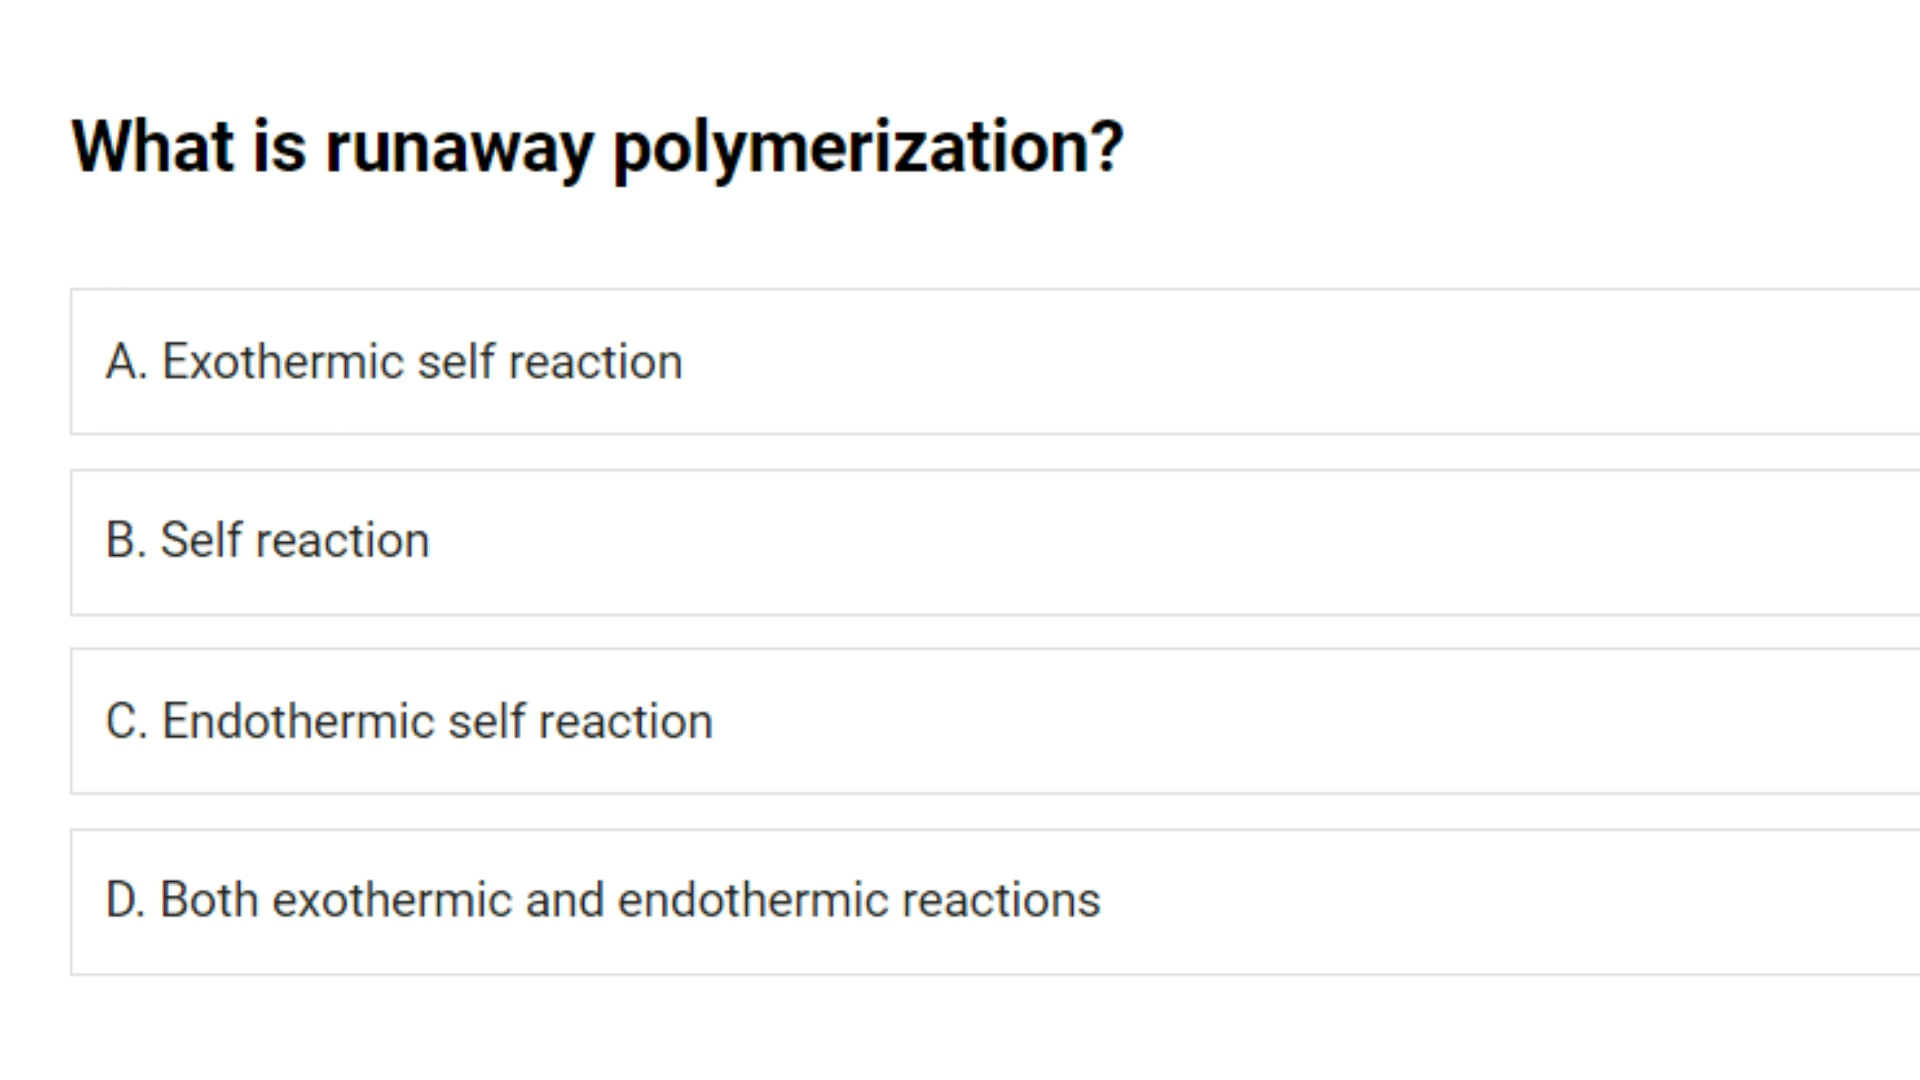 What is runaway polymerization?
A. Exothermic self reaction
B. Self reaction
C. Endothermic self reaction
D. Both exothermic and endothermic reactions